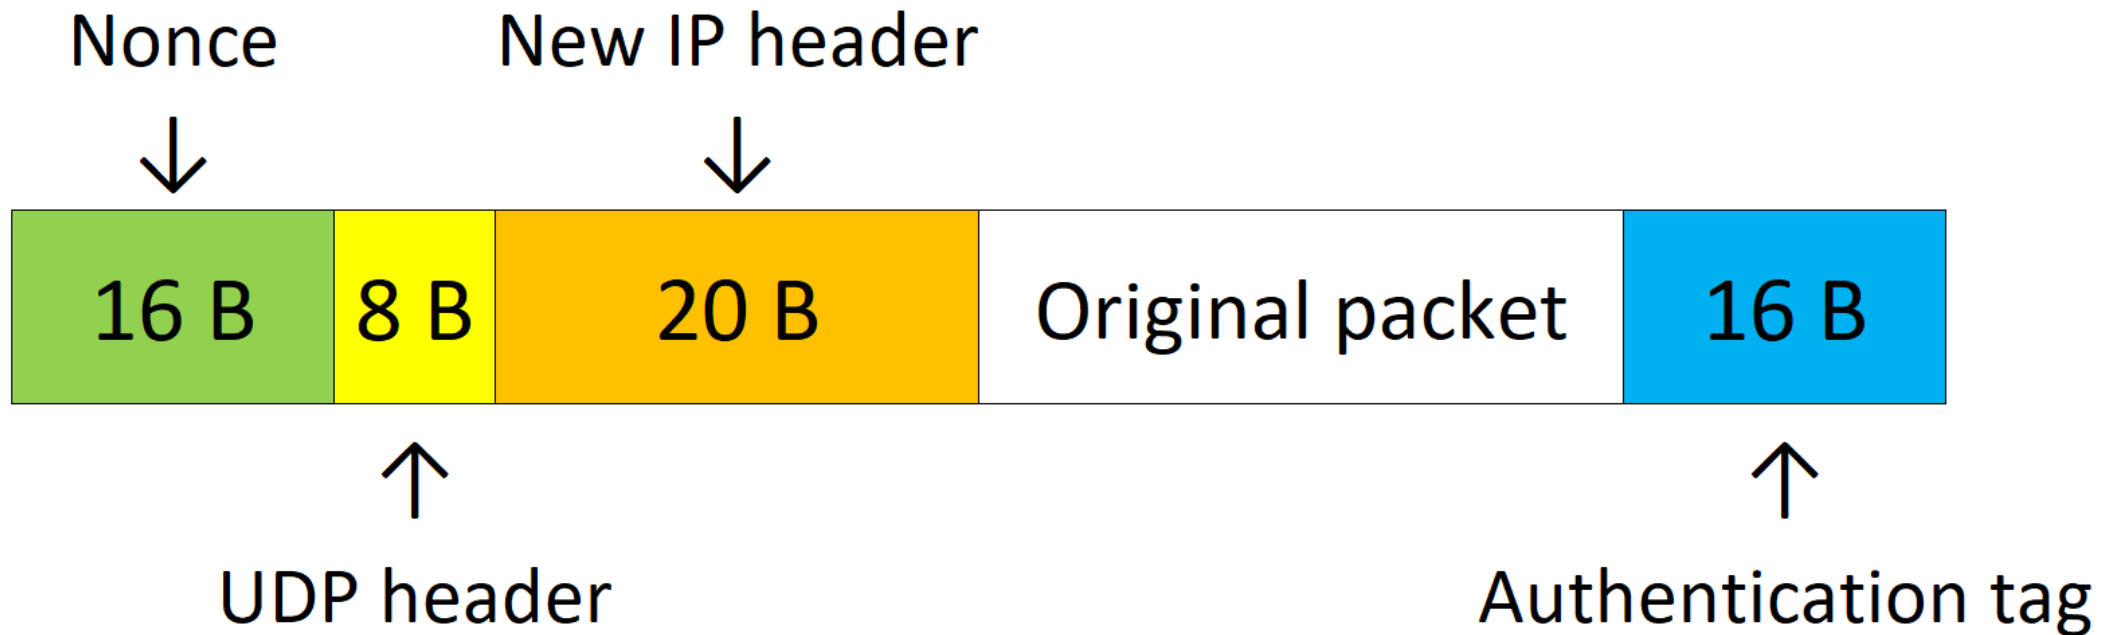 Nonce
New IP header
16 B
8 B
20 B
Original packet
16 B
UDP header
Authentication tag